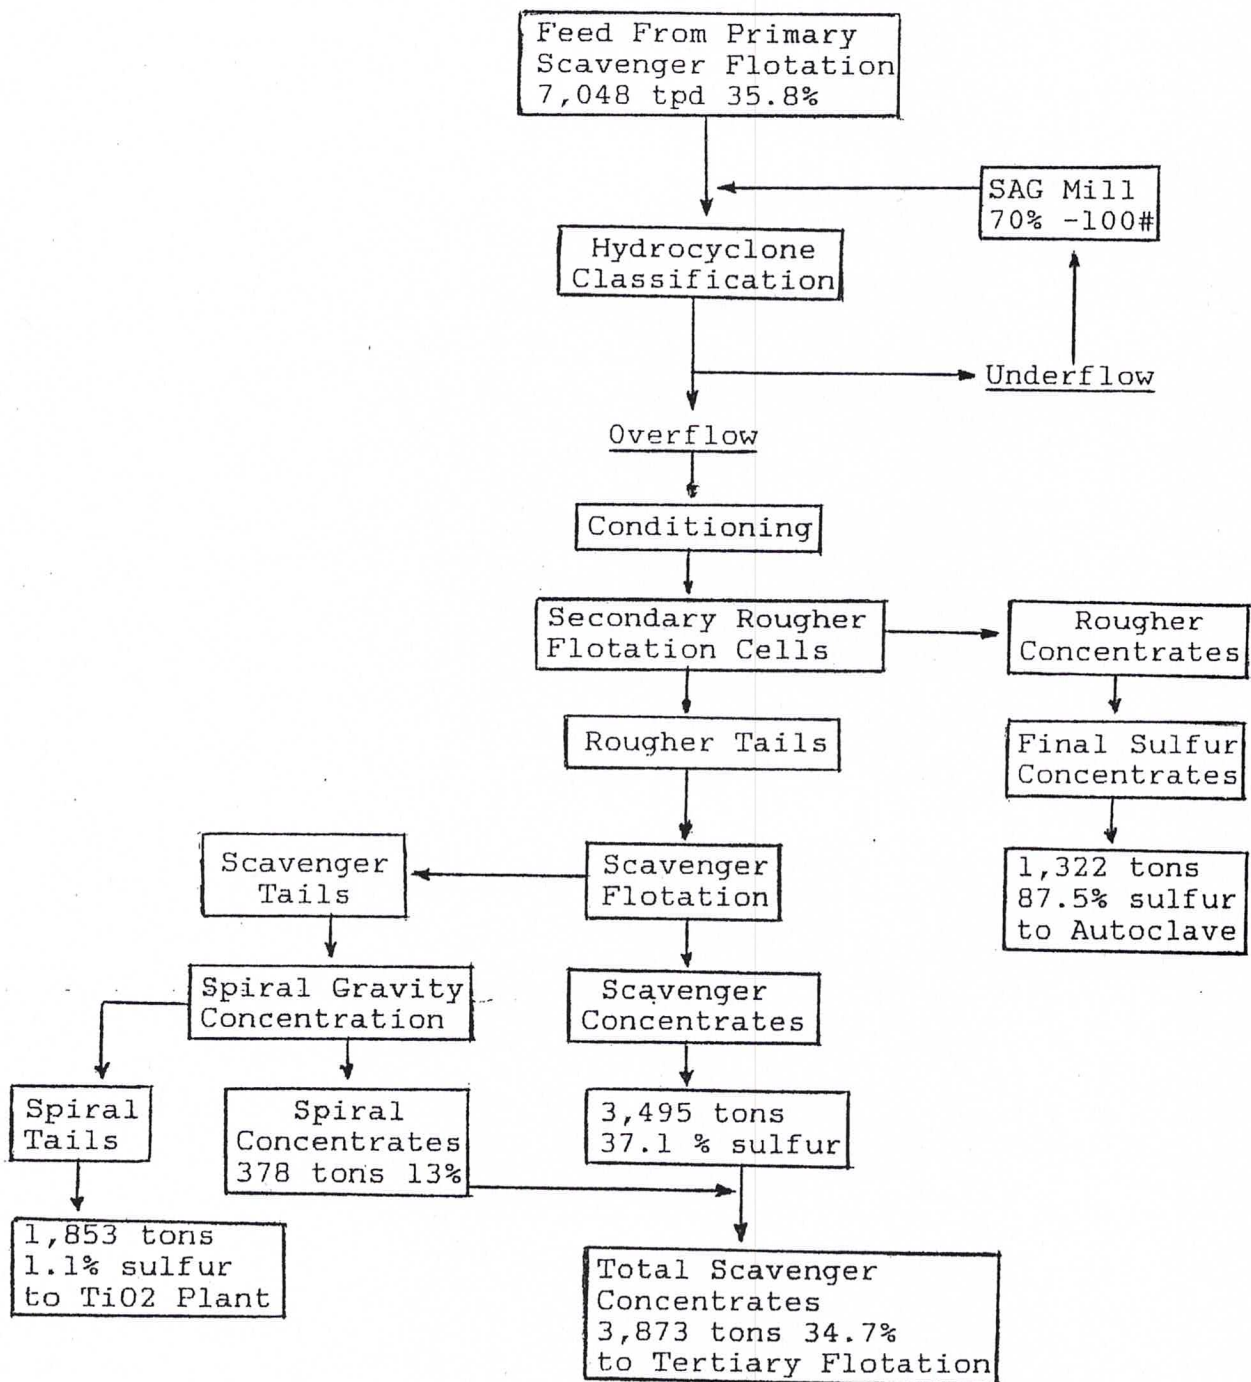 Feed From Primary
Scavenger Flotation
7,048 tpd 35.8%
SAG Mill
70% -100#
Hydrocyclone
Classification
Underflow
Overflow
Conditioning
Secondary Rougher
Flotation Cells
Rougher
Concentrates
Rougher Tails
Final Sulfur
Concentrates
Scavenger
Tails
Scavenger
Flotation
1,322 tons
87.5% sulfur
to Autoclave
Spiral Gravity
Concentration
Scavenger
Concentrates
Spiral
Tails
Spiral
Concentrates
378 tons 13%
3,495 tons
37.1 % sulfur
1,853 tons
1.1% sulfur
to TiO2 Plant
Total Scavenger
Concentrates
3,873 tons 34.7%
to Tertiary Flotation